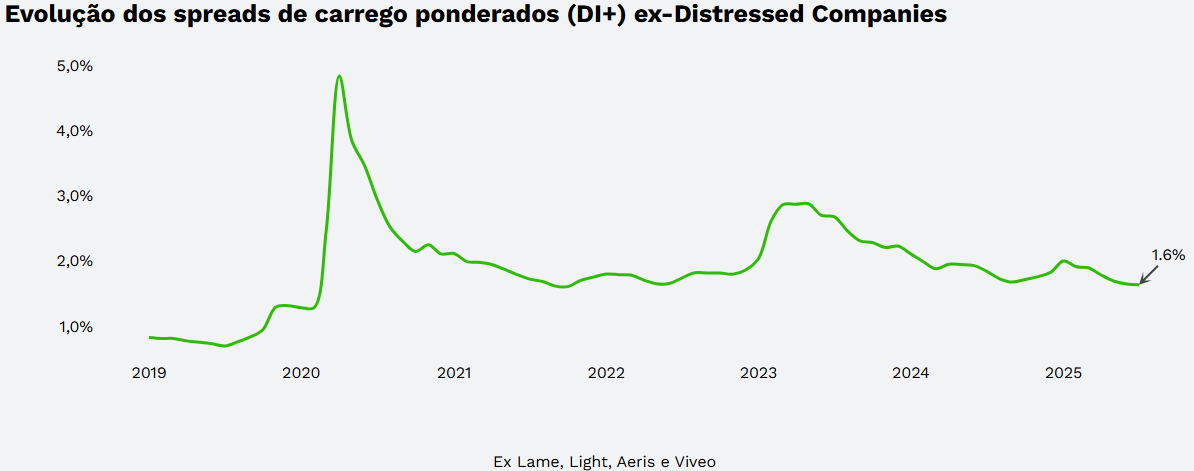 Evolução dos spreads de carrego ponderados (DI+) ex-Distressed Companies
5,0%
4,0%
3,0%
2,0%
1,0%
1.6%
2019 2020 2021 2022 2023 2024 2025
Ex Lame, Light, Aeris e Viveo